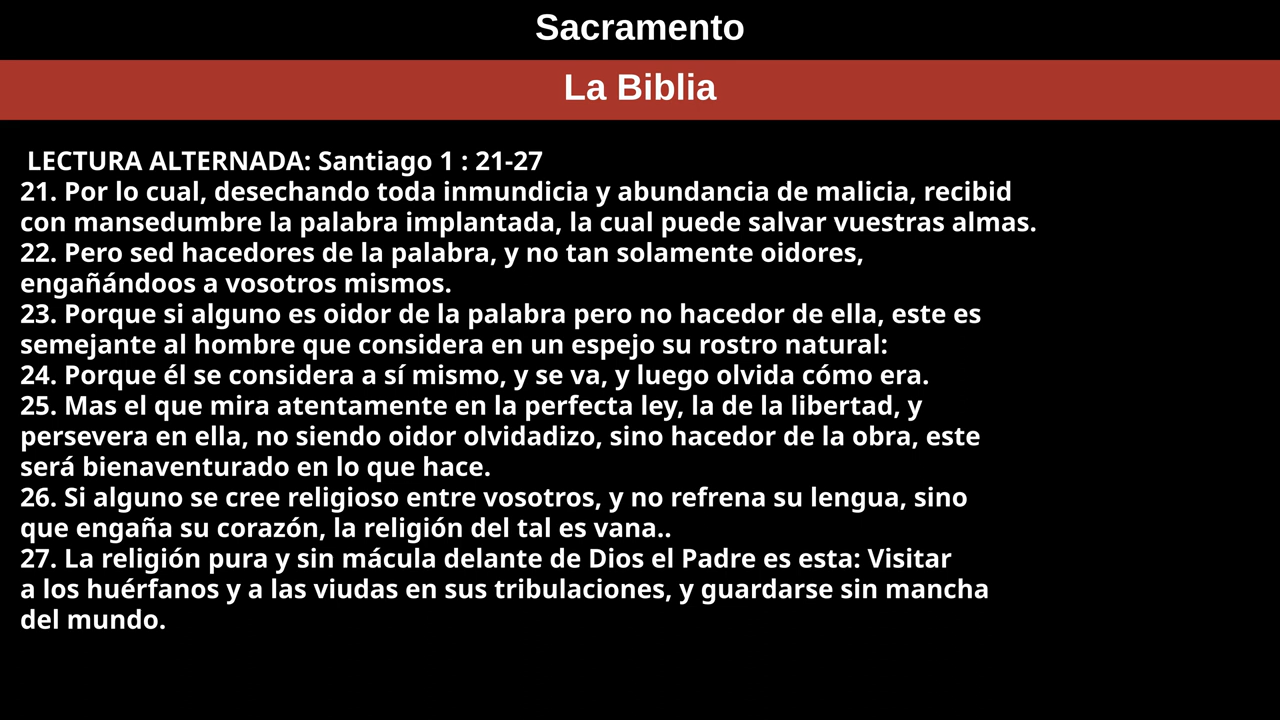 Sacramento
La Biblia
LECTURA ALTERNADA: Santiago 1 : 21-27
21. Por lo cual, desechando toda inmundicia y abundancia de malicia, recibid
con mansedumbre la palabra implantada, la cual puede salvar vuestras almas.
22. Pero sed hacedores de la palabra, y no tan solamente oidores,
engañándoos a vosotros mismos.
23. Porque si alguno es oidor de la palabra pero no hacedor de ella, este es
semejante al hombre que considera en un espejo su rostro natural:
24. Porque él se considera a sí mismo, y se va, y luego olvida cómo era.
25. Mas el que mira atentamente en la perfecta ley, la de la libertad, y
persevera en ella, no siendo oidor olvidadizo, sino hacedor de la obra, este
será bienaventurado en lo que hace.
26. Si alguno se cree religioso entre vosotros, y no refrena su lengua, sino
que engaña su corazón, la religión del tal es vana..
27. La religión pura y sin mácula delante de Dios el Padre es esta: Visitar
a los huérfanos y a las viudas en sus tribulaciones, y guardarse sin mancha
del mundo.